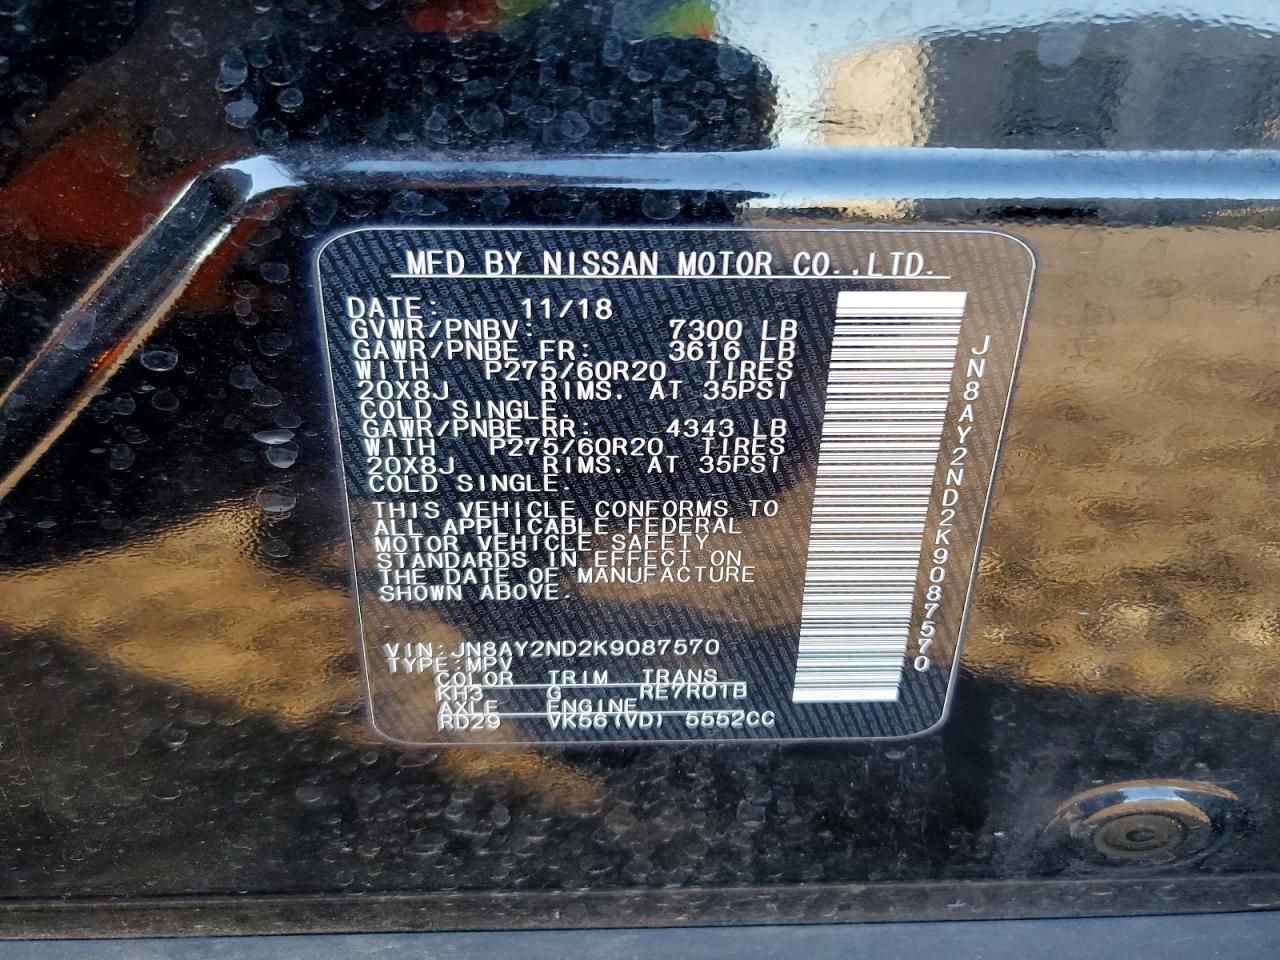 MFD BY NISSAN MOTOR CO.,LTD.
DATE: 11/18
GVWR/PNBV: 7300 LB
GAWR/PNBE FR: 3616 LB
WITH P275/60R20 TIRES
20X8J RIMS. AT 35PSI
COLD SINGLE.
GAWR/PNBE RR: 4343 LB
WITH P275/60R20 TIRES
20X8J RIMS. AT 35PSI
COLD SINGLE.
THIS VEHICLE CONFORMS TO
ALL APPLICABLE FEDERAL
MOTOR VEHICLE SAFETY
STANDARDS IN EFFECT ON
THE DATE OF MANUFACTURE
SHOWN ABOVE.
VIN:JN8AY2ND2K9087570
TYPE:MPV
COLOR TRIM TRANS
KH3 G RE7R01B
AXLE ENGINE
RD29 VK56(VD) 5552CC
JN8AY2ND2K9087570